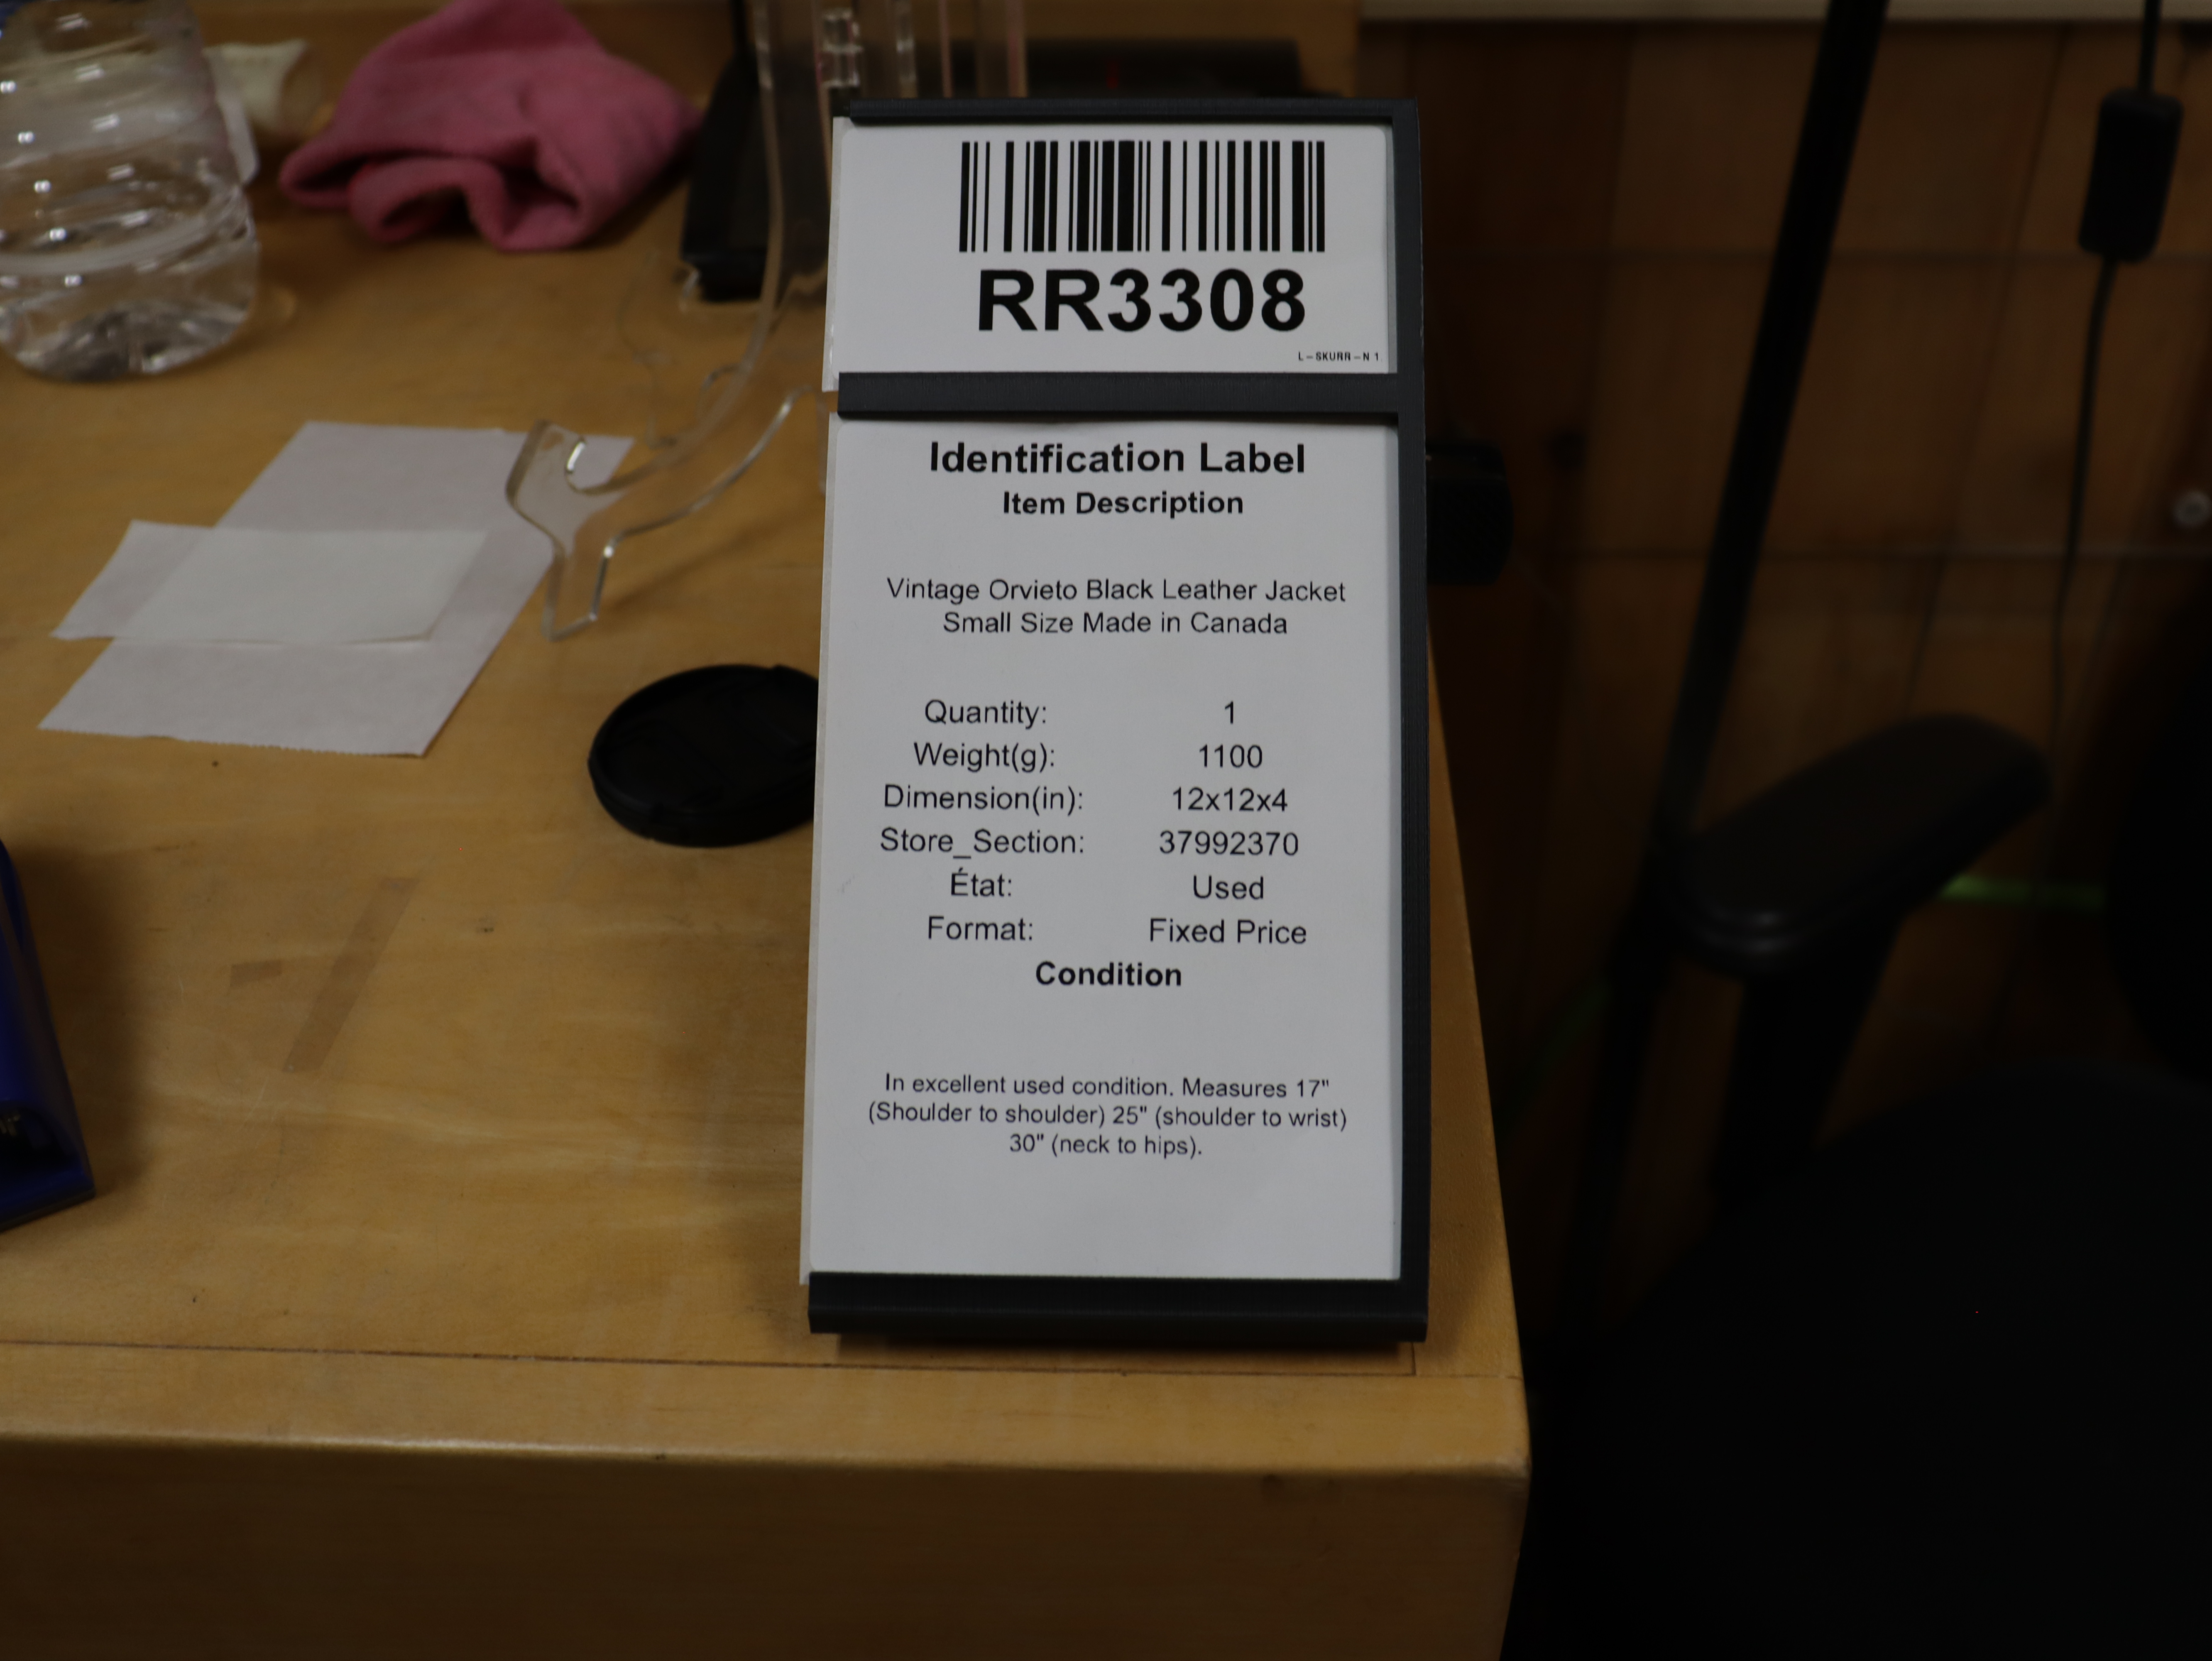 RR3308
L-SKURR-N 1
Identification Label
Item Description
Vintage Orvieto Black Leather Jacket
Small Size Made in Canada
Quantity: 1
Weight(g): 1100
Dimension(in): 12x12x4
Store_Section: 37992370
État: Used
Format: Fixed Price
Condition
In excellent used condition. Measures 17"
(Shoulder to shoulder) 25" (shoulder to wrist)
30" (neck to hips).